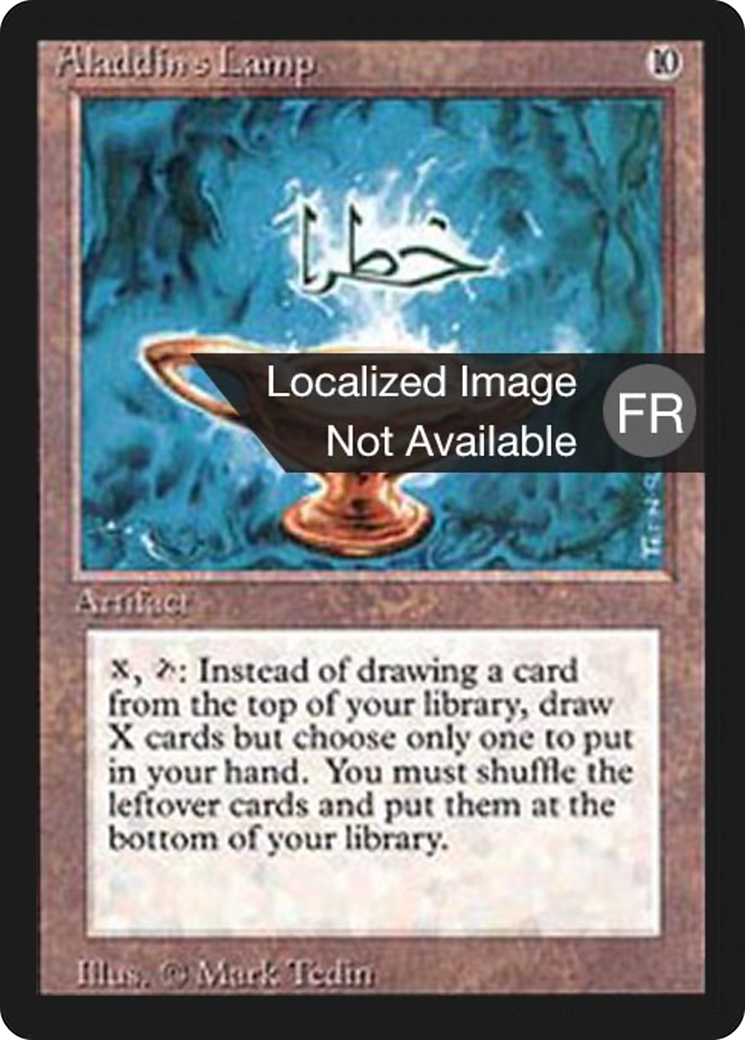 Aladdin's Lamp
10
خطرا
Localized Image
Not Available
FR
Artifact
X, T: Instead of drawing a card
from the top of your library, draw
X cards but choose only one to put
in your hand. You must shuffle the
leftover cards and put them at the
bottom of your library.
Illus. © Mark Tedin